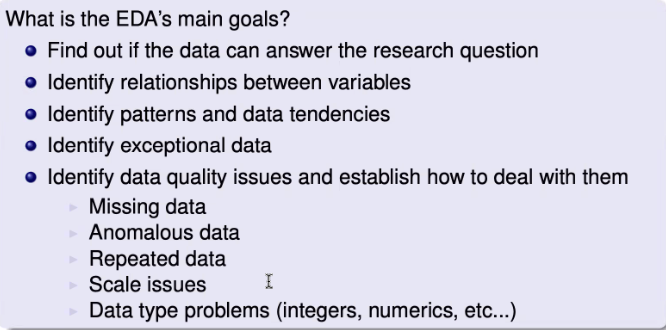 What is the EDA's main goals?
Find out if the data can answer the research question
Identify relationships between variables
Identify patterns and data tendencies
Identify exceptional data
Identify data quality issues and establish how to deal with them
Missing data
Anomalous data
Repeated data
Scale issues
Data type problems (integers, numerics, etc...)